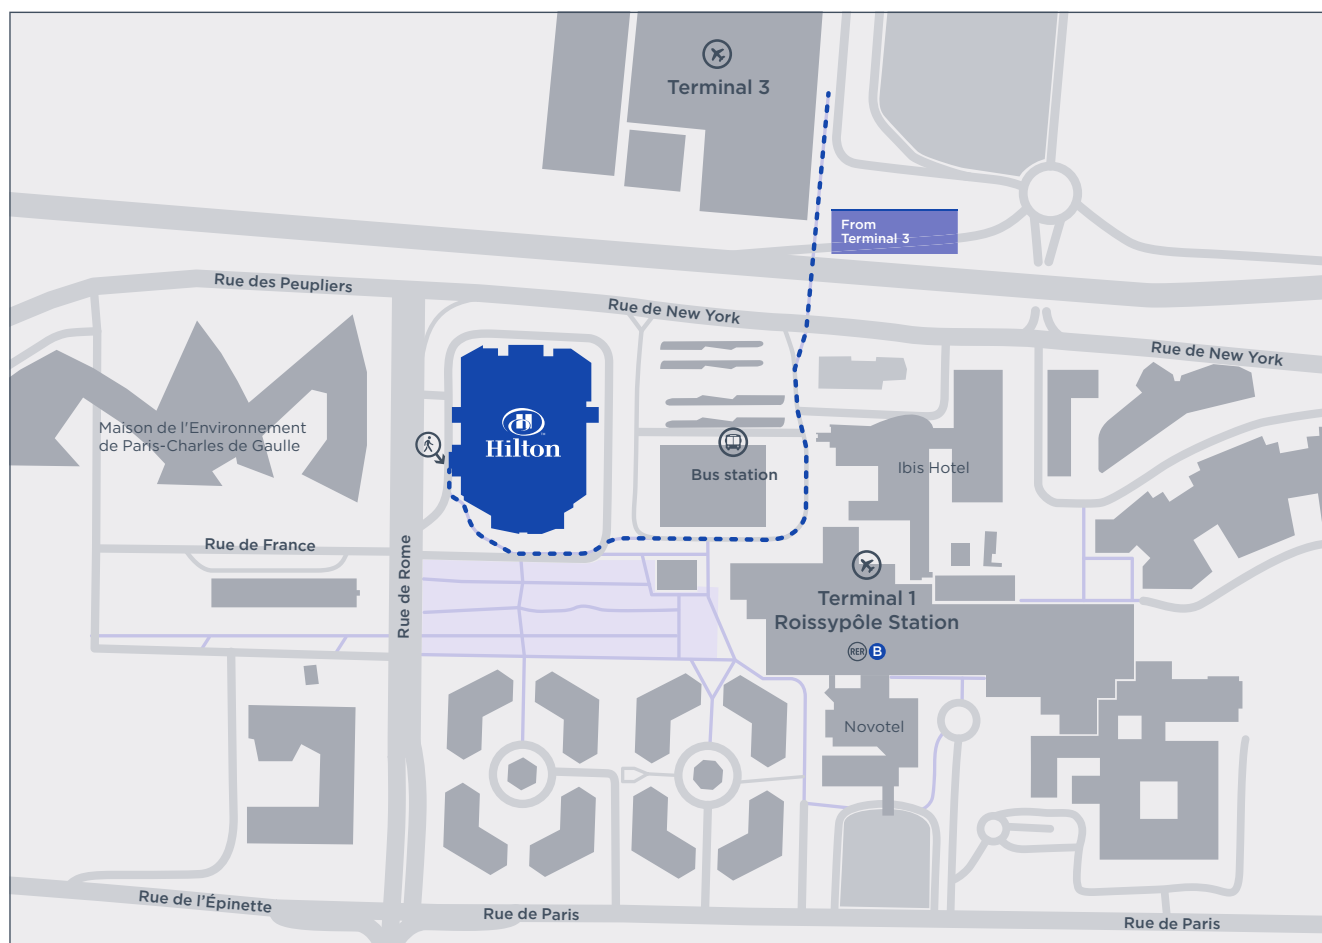 Terminal 3
From
Terminal 3
Rue des Peupliers
Rue de New York
Rue de New York
Maison de l'Environnement
de Paris-Charles de Gaulle
Hilton
Bus station
Ibis Hotel
Rue de France
Rue de Rome
Terminal 1
Roissypôle Station
RER B
Novotel
Rue de l'Épinette
Rue de Paris
Rue de Paris